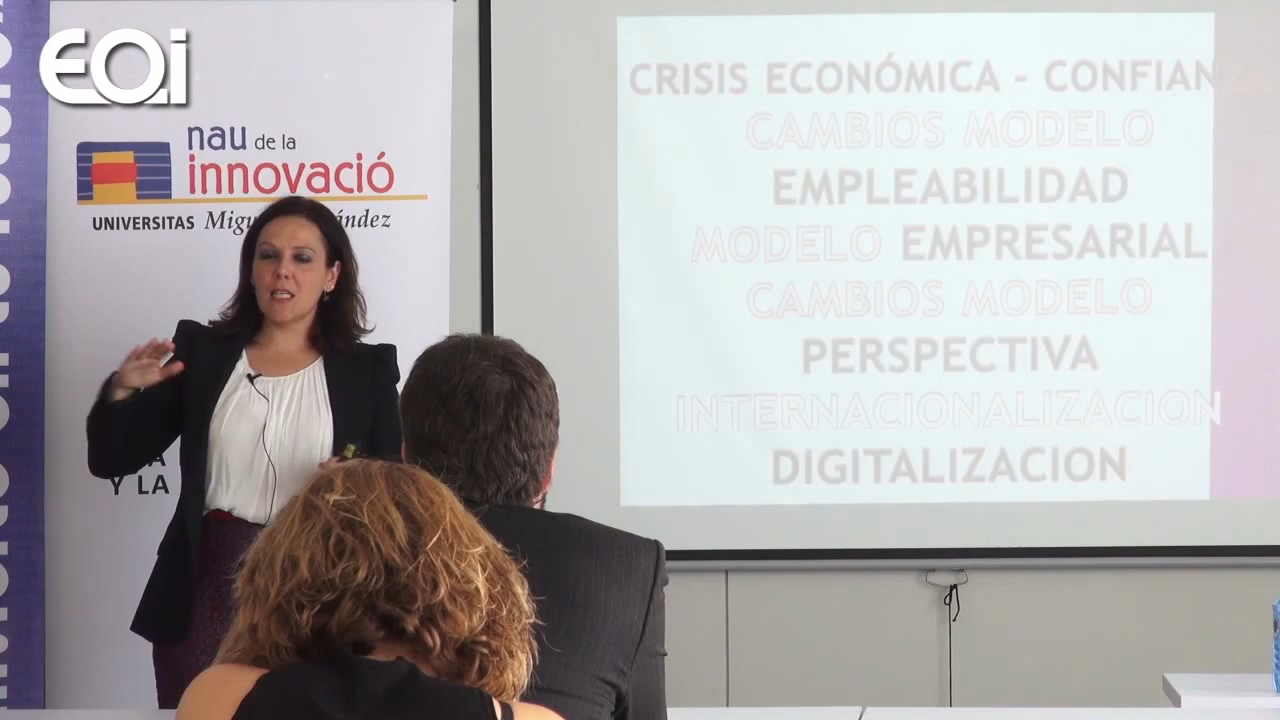 EOi
nau de la
innovació
UNIVERSITAS
Y LA
CRISIS ECONÓMICA - CONFIANZA
CAMBIOS MODELO
EMPLEABILIDAD
MODELO EMPRESARIAL
CAMBIOS MODELO
PERSPECTIVA
INTERNACIONALIZACION
DIGITALIZACION